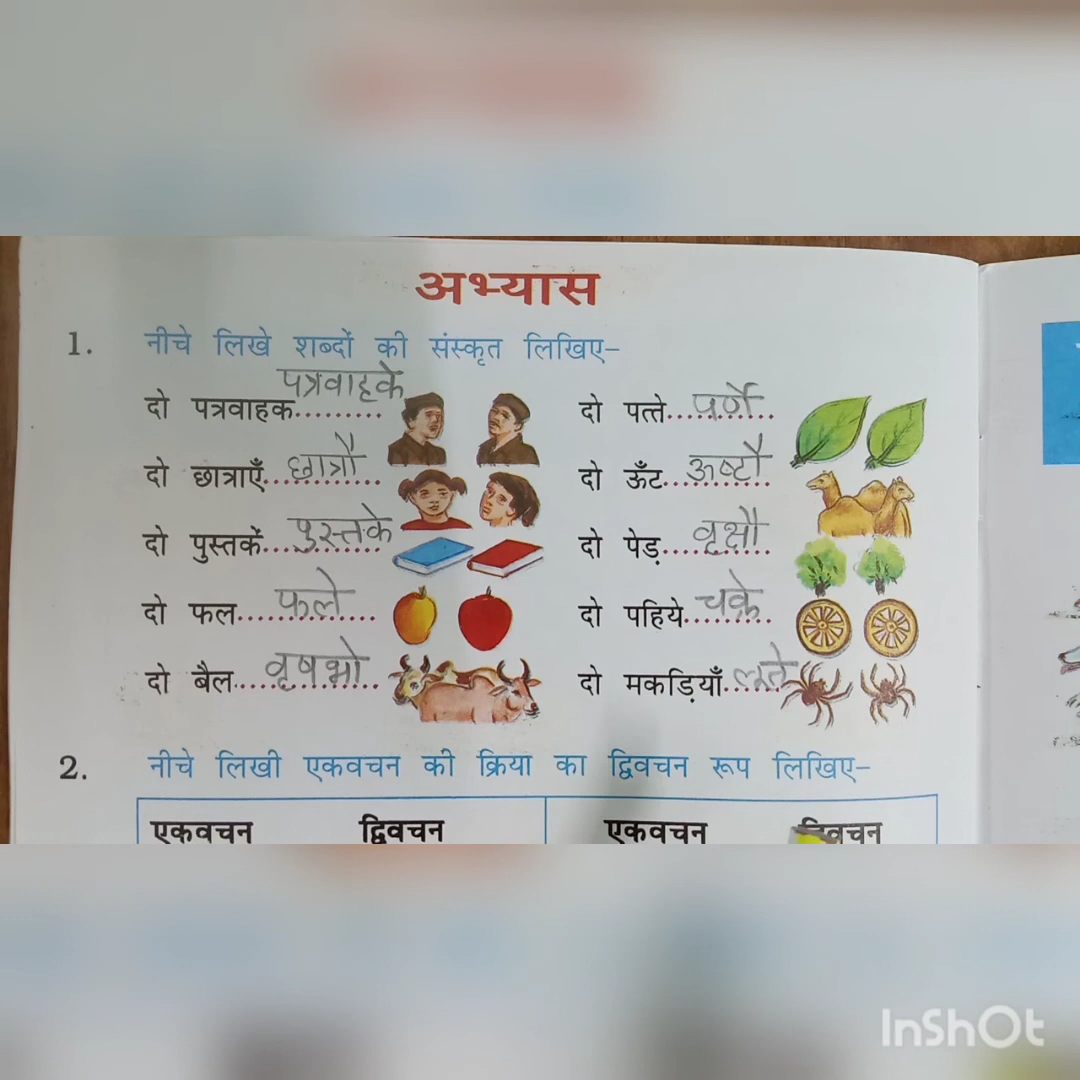 अभ्यास
1. नीचे लिखे शब्दों की संस्कृत लिखिए–
दो पत्रवाहक......... पत्रवाहके
दो पत्ते... पर्णे
दो छात्राएँ... छात्रौ
दो ऊँट... ऊष्टौ
दो पुस्तकें... पुस्तके
दो पेड़... वृक्षौ
दो फल... फले
दो पहिये... चक्रे
दो बैल... वृषभो
दो मकड़ियाँ... लूते
2. नीचे लिखी एकवचन की क्रिया का द्विवचन रूप लिखिए–
एकवचन द्विवचन एकवचन द्विवचन
InShOt